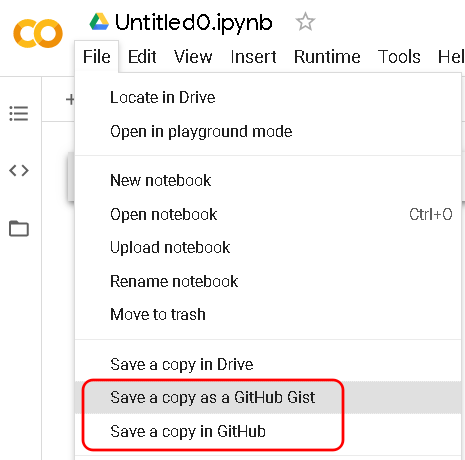 Untitled0.ipynb
File Edit View Insert Runtime Tools Hel
Locate in Drive
Open in playground mode
New notebook
Open notebook Ctrl+O
Upload notebook
Rename notebook
Move to trash
Save a copy in Drive
Save a copy as a GitHub Gist
Save a copy in GitHub